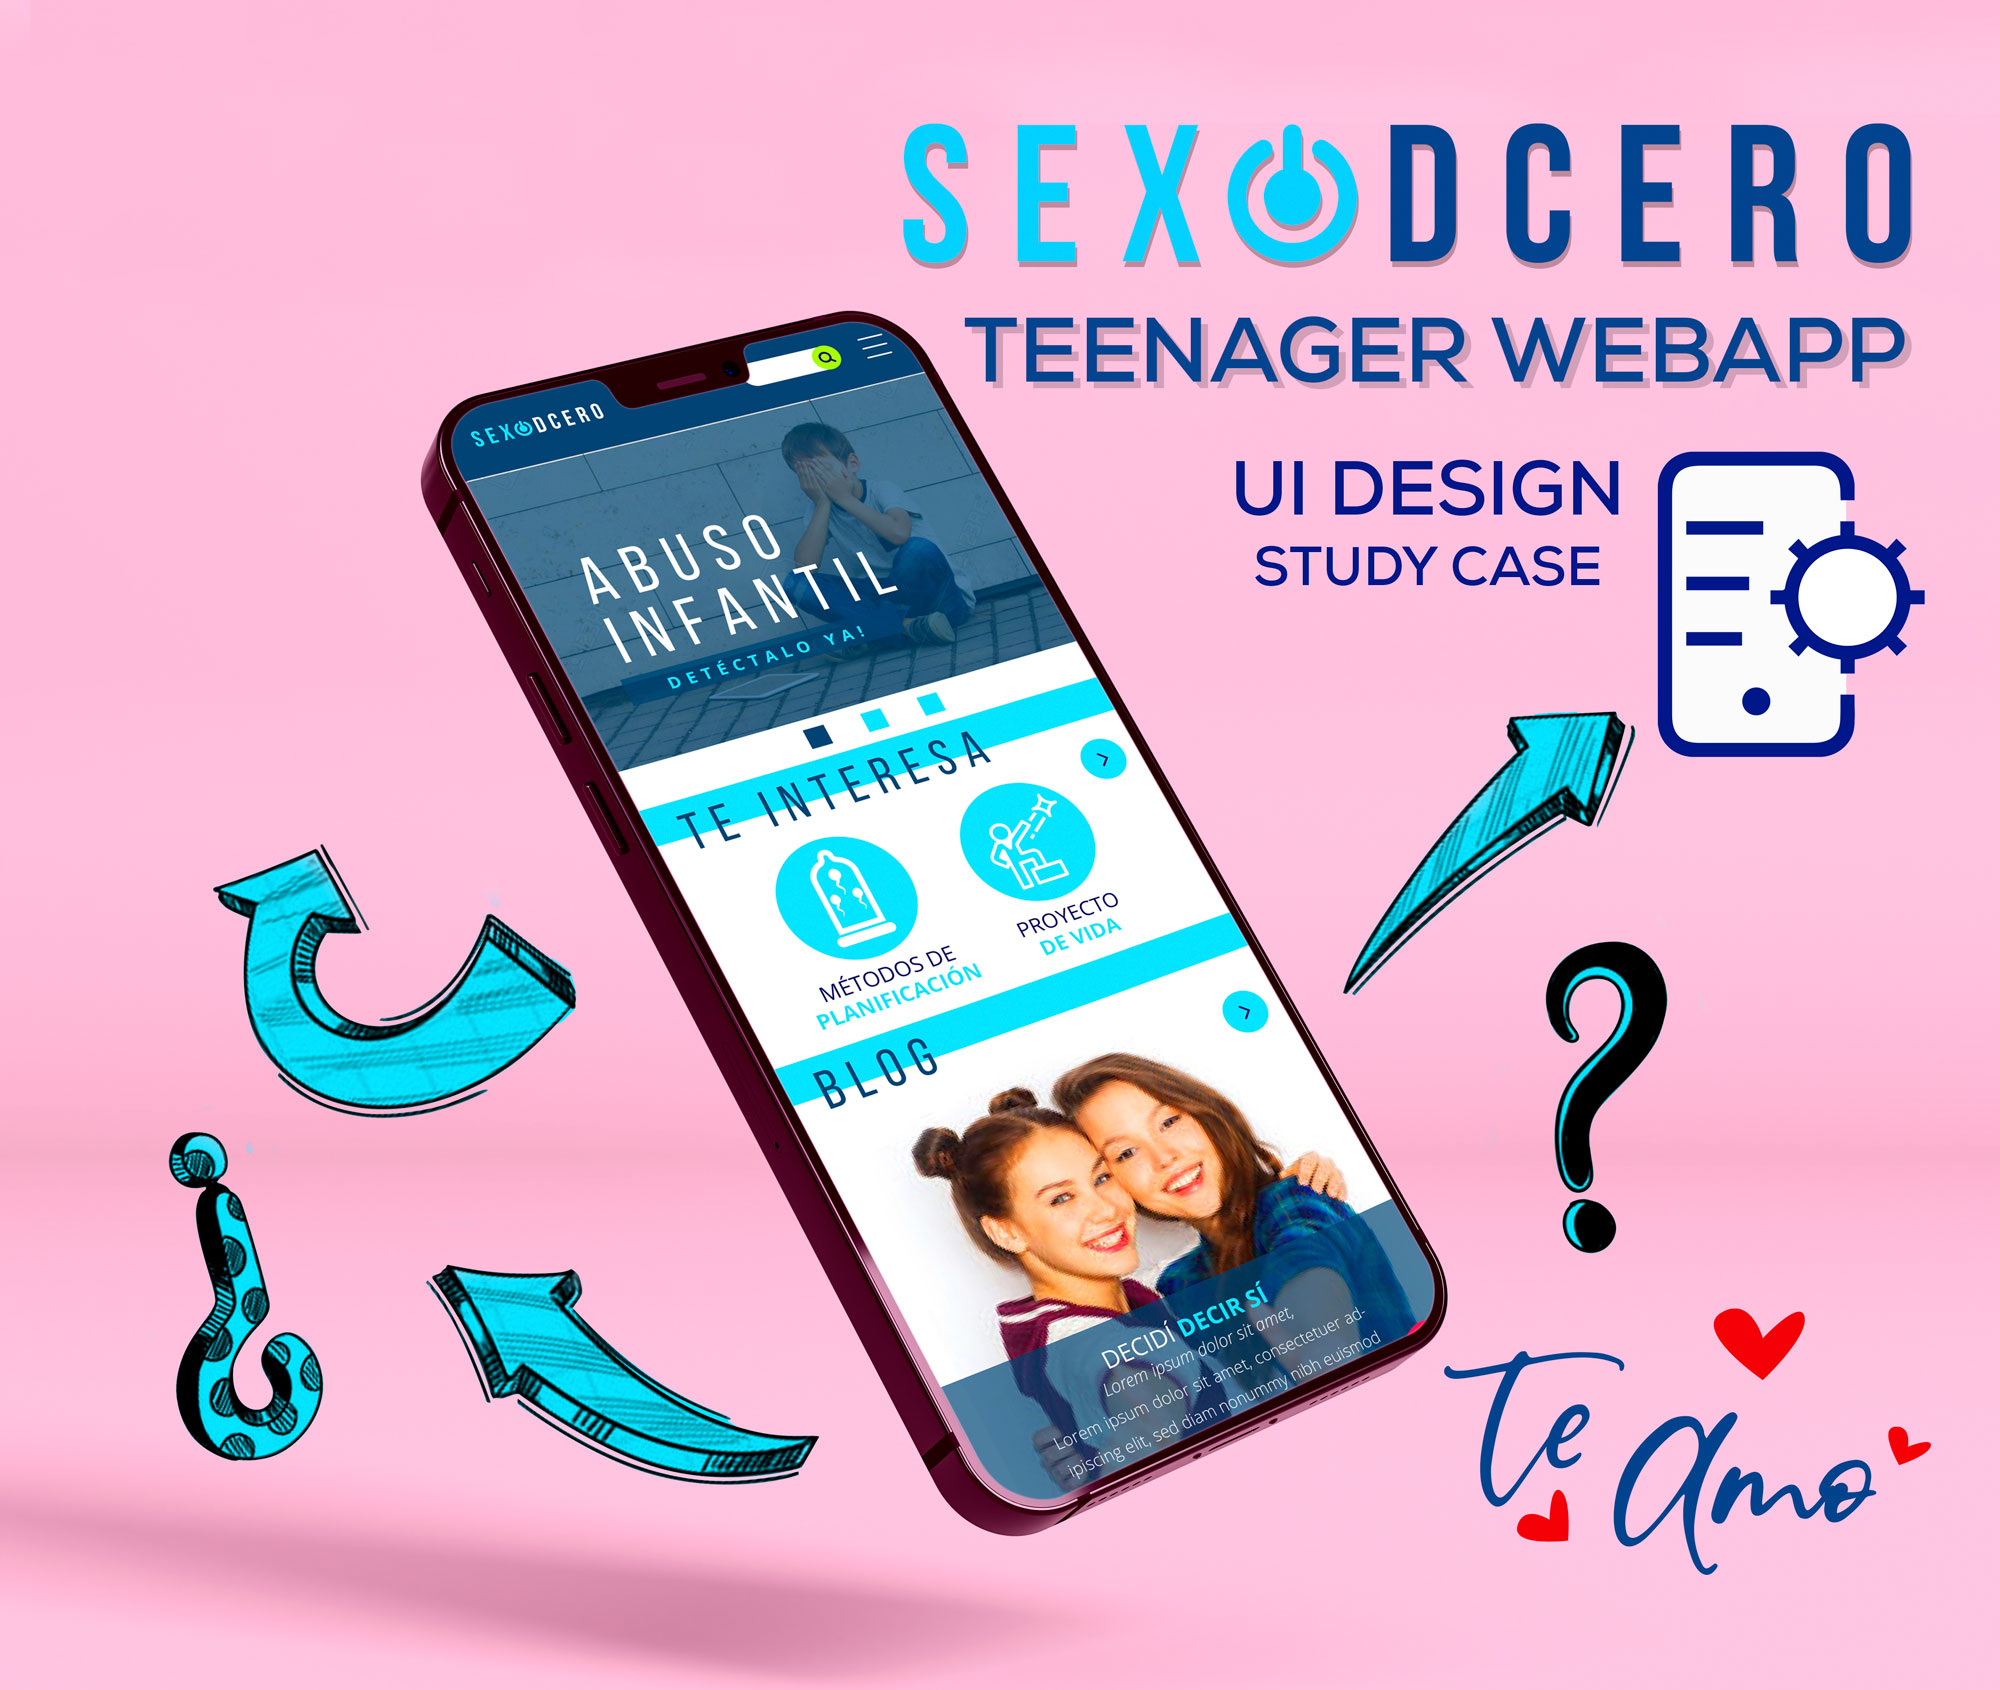 SEXODCERO
TEENAGER WEBAPP
UI DESIGN
STUDY CASE
SEXODCERO
ABUSO
INFANTIL
DETÉCTALO YA!
TE INTERESA
MÉTODOS DE
PLANIFICACIÓN
PROYECTO
DE VIDA
BLOG
DECIDÍ DECIR SÍ
Lorem ipsum dolor sit amet,
Lorem ipsum dolor sit amet, consectetuer ad-
ipiscing elit, sed diam nonummy nibh euismod
¿
?
Te
Amo